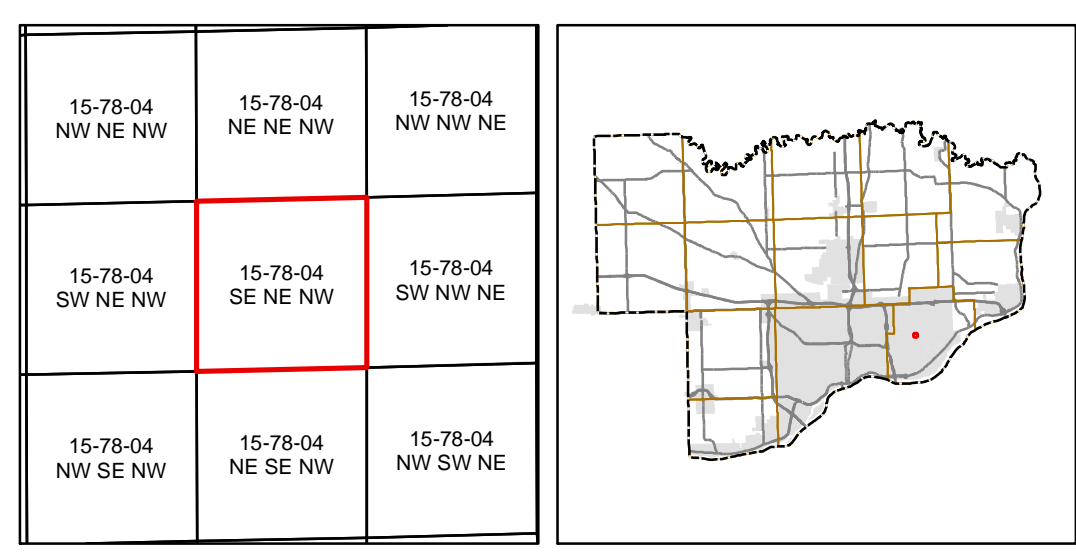 15-78-04
NW NE NW
15-78-04
NE NE NW
15-78-04
NW NW NE
15-78-04
SW NE NW
15-78-04
SE NE NW
15-78-04
SW NW NE
15-78-04
NW SE NW
15-78-04
NE SE NW
15-78-04
NW SW NE